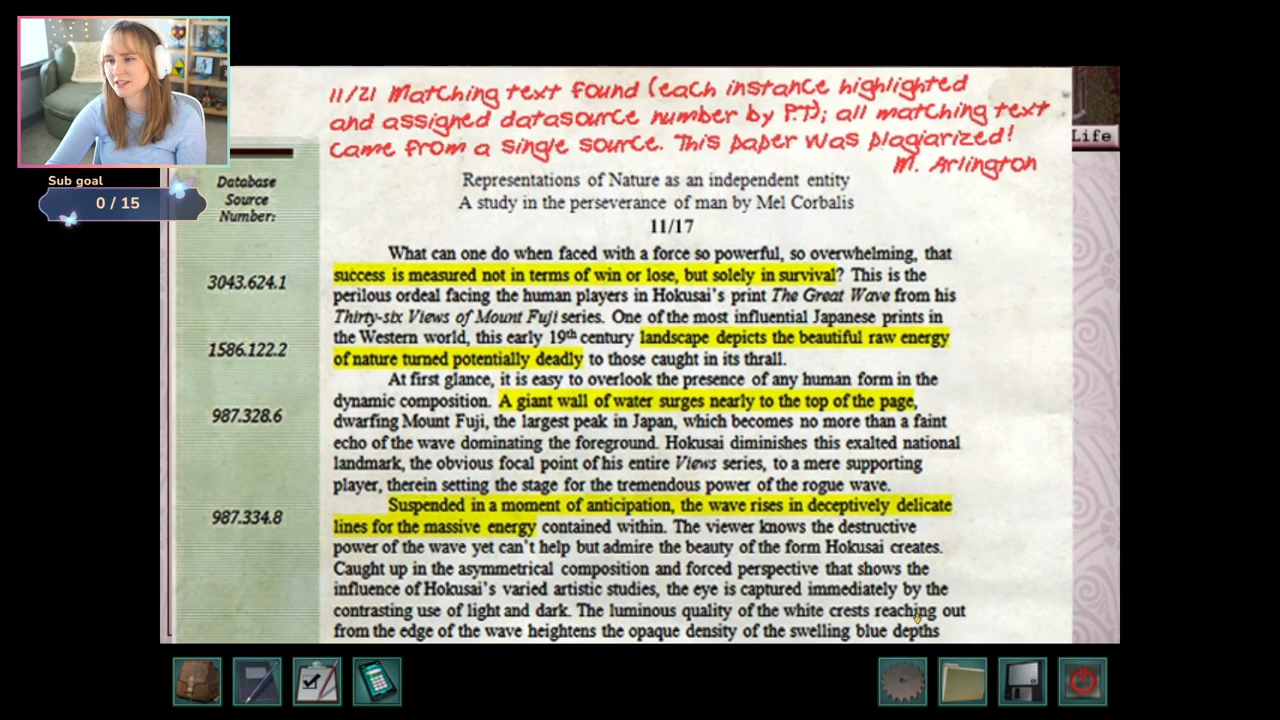 11/21 Matching text found (each instance highlighted
and assigned datasource number by P.T.); all matching text
came from a single source. This paper was plagiarized!
M. Arlington
Life
Sub goal
0 / 15
Database
Source
Number:
Representations of Nature as an independent entity
A study in the perseverance of man by Mel Corbalis
11/17
What can one do when faced with a force so powerful, so overwhelming, that
3043.624.1
success is measured not in terms of win or lose, but solely in survival? This is the
perilous ordeal facing the human players in Hokusai's print The Great Wave from his
Thirty-six Views of Mount Fuji series. One of the most influential Japanese prints in
the Western world, this early 19th century landscape depicts the beautiful raw energy
1586.122.2
of nature turned potentially deadly to those caught in its thrall.
At first glance, it is easy to overlook the presence of any human form in the
dynamic composition. A giant wall of water surges nearly to the top of the page,
987.328.6
dwarfing Mount Fuji, the largest peak in Japan, which becomes no more than a faint
echo of the wave dominating the foreground. Hokusai diminishes this exalted national
landmark, the obvious focal point of his entire Views series, to a mere supporting
player, therein setting the stage for the tremendous power of the rogue wave.
Suspended in a moment of anticipation, the wave rises in deceptively delicate
987.334.8
lines for the massive energy contained within. The viewer knows the destructive
power of the wave yet can't help but admire the beauty of the form Hokusai creates.
Caught up in the asymmetrical composition and forced perspective that shows the
influence of Hokusai's varied artistic studies, the eye is captured immediately by the
contrasting use of light and dark. The luminous quality of the white crests reaching out
from the edge of the wave heightens the opaque density of the swelling blue depths